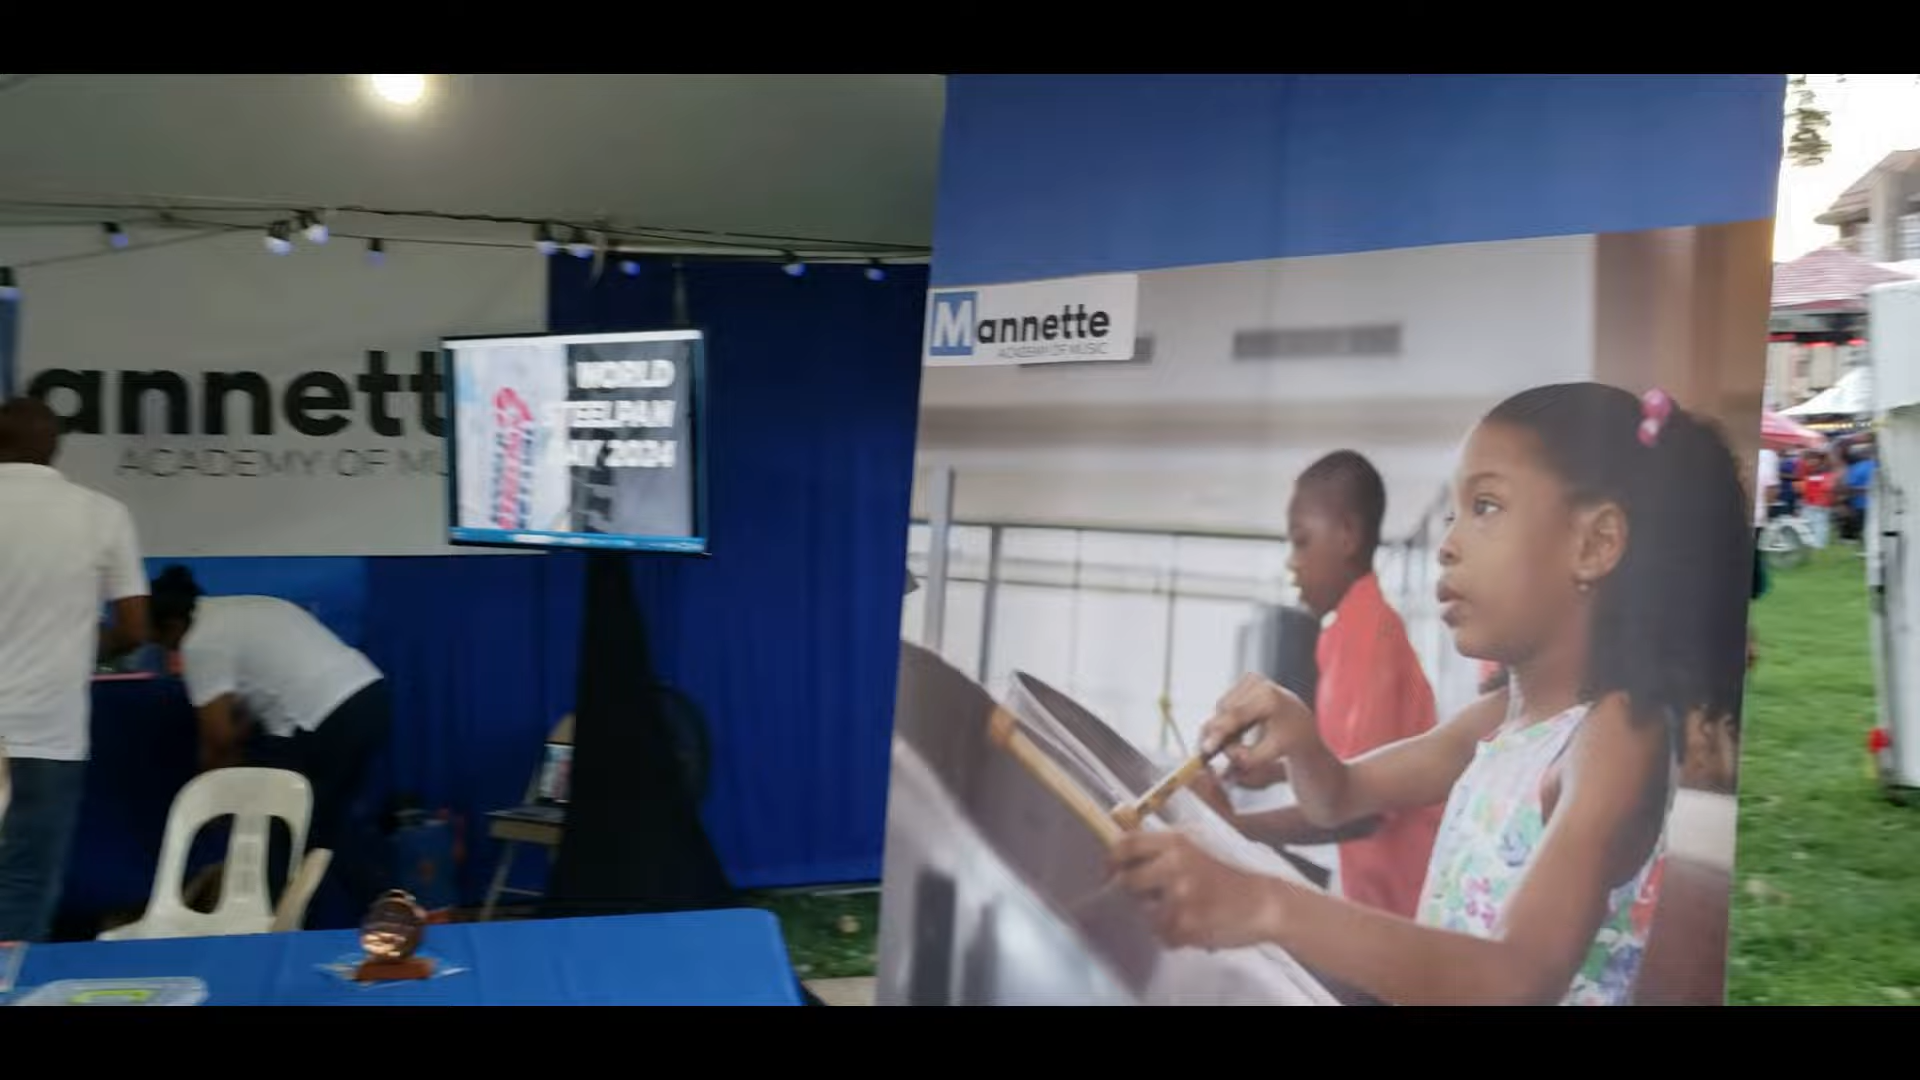 annett
ACADEMY OF MU
WORLD
STEELPAN
DAY 2024
Mannette
ACADEMY OF MUSIC